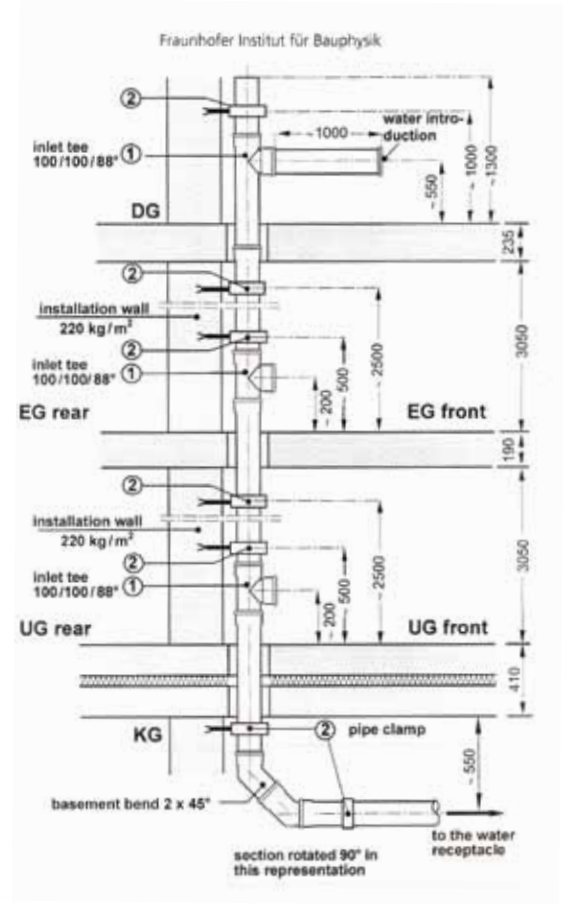 Fraunhofer Institut für Bauphysik
2
water intro-
duction
~1000
inlet tee
100/100/88° 1
~550
~1000
~1300
DG
235
2
installation wall
220 kg/m²
2
inlet tee
100/100/88° 1
~200
~500
~2500
3050
EG rear
EG front
190
2
installation wall
220 kg/m²
2
inlet tee
100/100/88° 1
~200
~500
~2500
3050
UG rear
UG front
410
KG
2 pipe clamp
~550
basement bend 2 x 45°
to the water
receptacle
section rotated 90° in
this representation